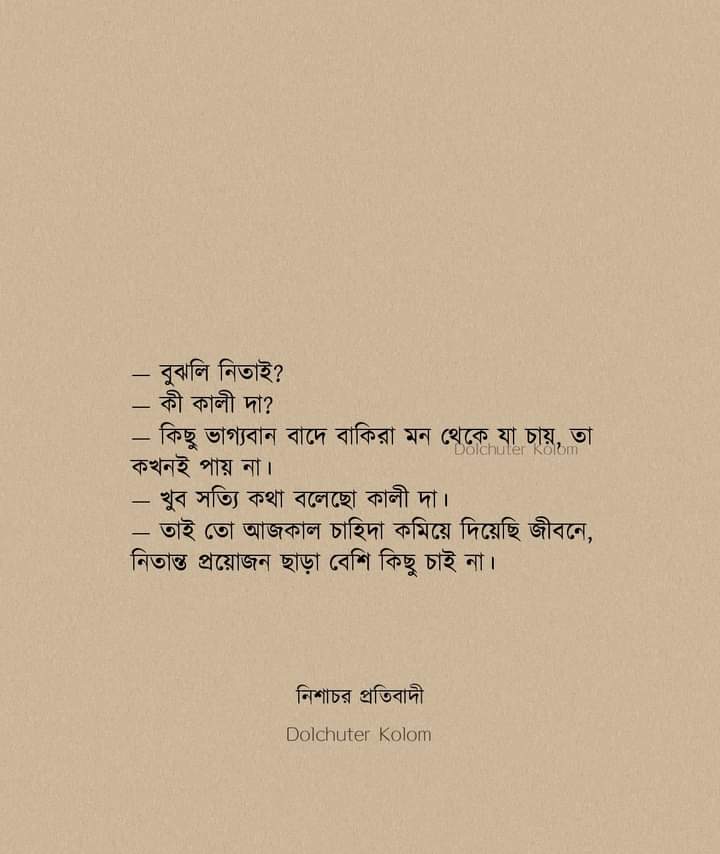 — বুঝলি নিতাই?
— কী কালী দা?
— কিছু ভাগ্যবান বাদে বাকিরা মন থেকে যা চায়, তা
Dolchuter Kolom
কখনই পায় না।
— খুব সত্যি কথা বলেছো কালী দা।
— তাই তো আজকাল চাহিদা কমিয়ে দিয়েছি জীবনে,
নিতান্ত প্রয়োজন ছাড়া বেশি কিছু চাই না।
নিশাচর প্রতিবাদী
Dolchuter Kolom